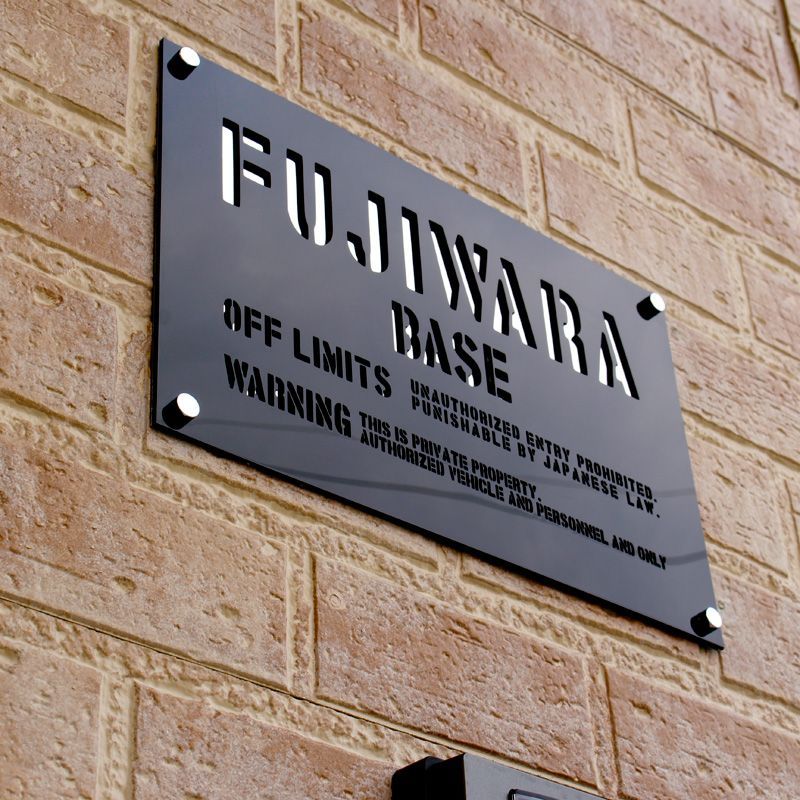 FUJIWARA
BASE
OFF LIMITS
UNAUTHORIZED ENTRY PROHIBITED.
PUNISHABLE BY JAPANESE LAW.
WARNING
THIS IS PRIVATE PROPERTY.
AUTHORIZED VEHICLE AND PERSONNEL AND ONLY